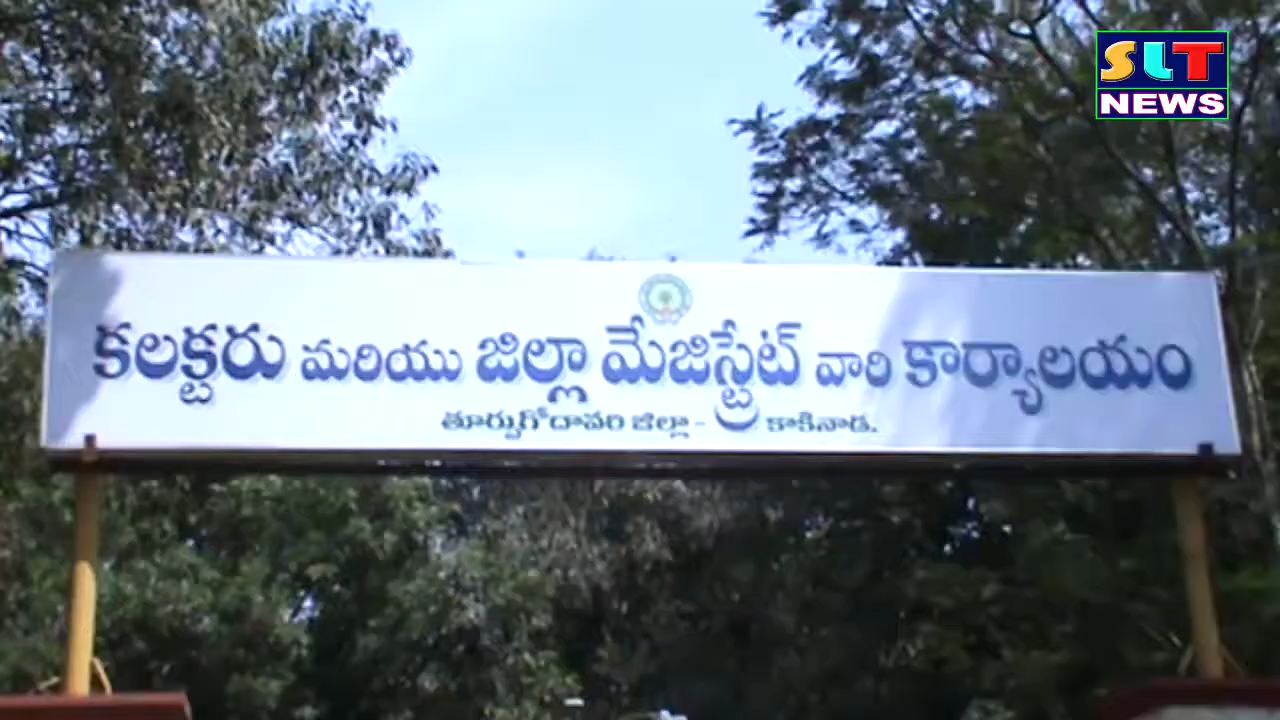 SLT
NEWS
కలక్టరు మరియు జిల్లా మేజిస్ట్రేట్ వారి కార్యాలయం
తూర్పుగోదావరి జిల్లా - కాకినాడ.